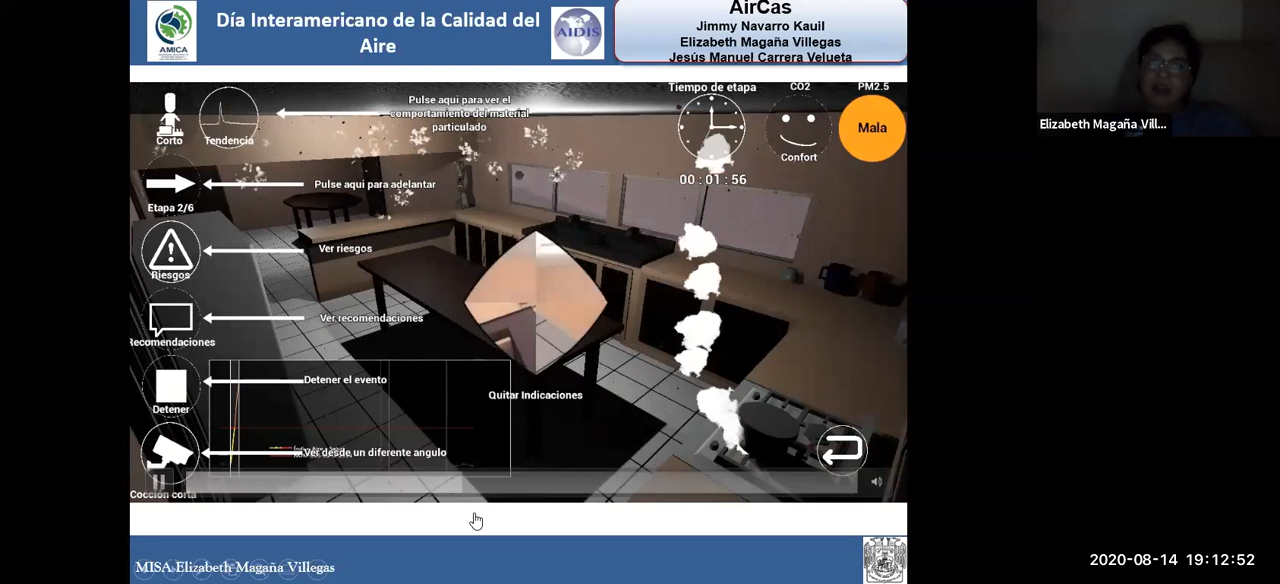 Día Interamericano de la Calidad del
Aire
AMICA
AIDIS
AirCas
Jimmy Navarro Kauil
Elizabeth Magaña Villegas
Jesús Manuel Carrera Velueta
Elizabeth Magaña Vill...
Corto
Tendencia
Pulse aqui para ver el
comportamiento del material
particulado
Tiempo de etapa
00:01:56
CO2
Confort
PM2.5
Mala
Etapa 2/6
Pulse aqui para adelantar
Riesgos
Ver riesgos
Recomendaciones
Ver recomendaciones
Detener
Detener el evento
Quitar Indicaciones
Ver desde un diferente angulo
Cocción corta
MISA Elizabeth Magaña Villegas
2020-08-14 19:12:52